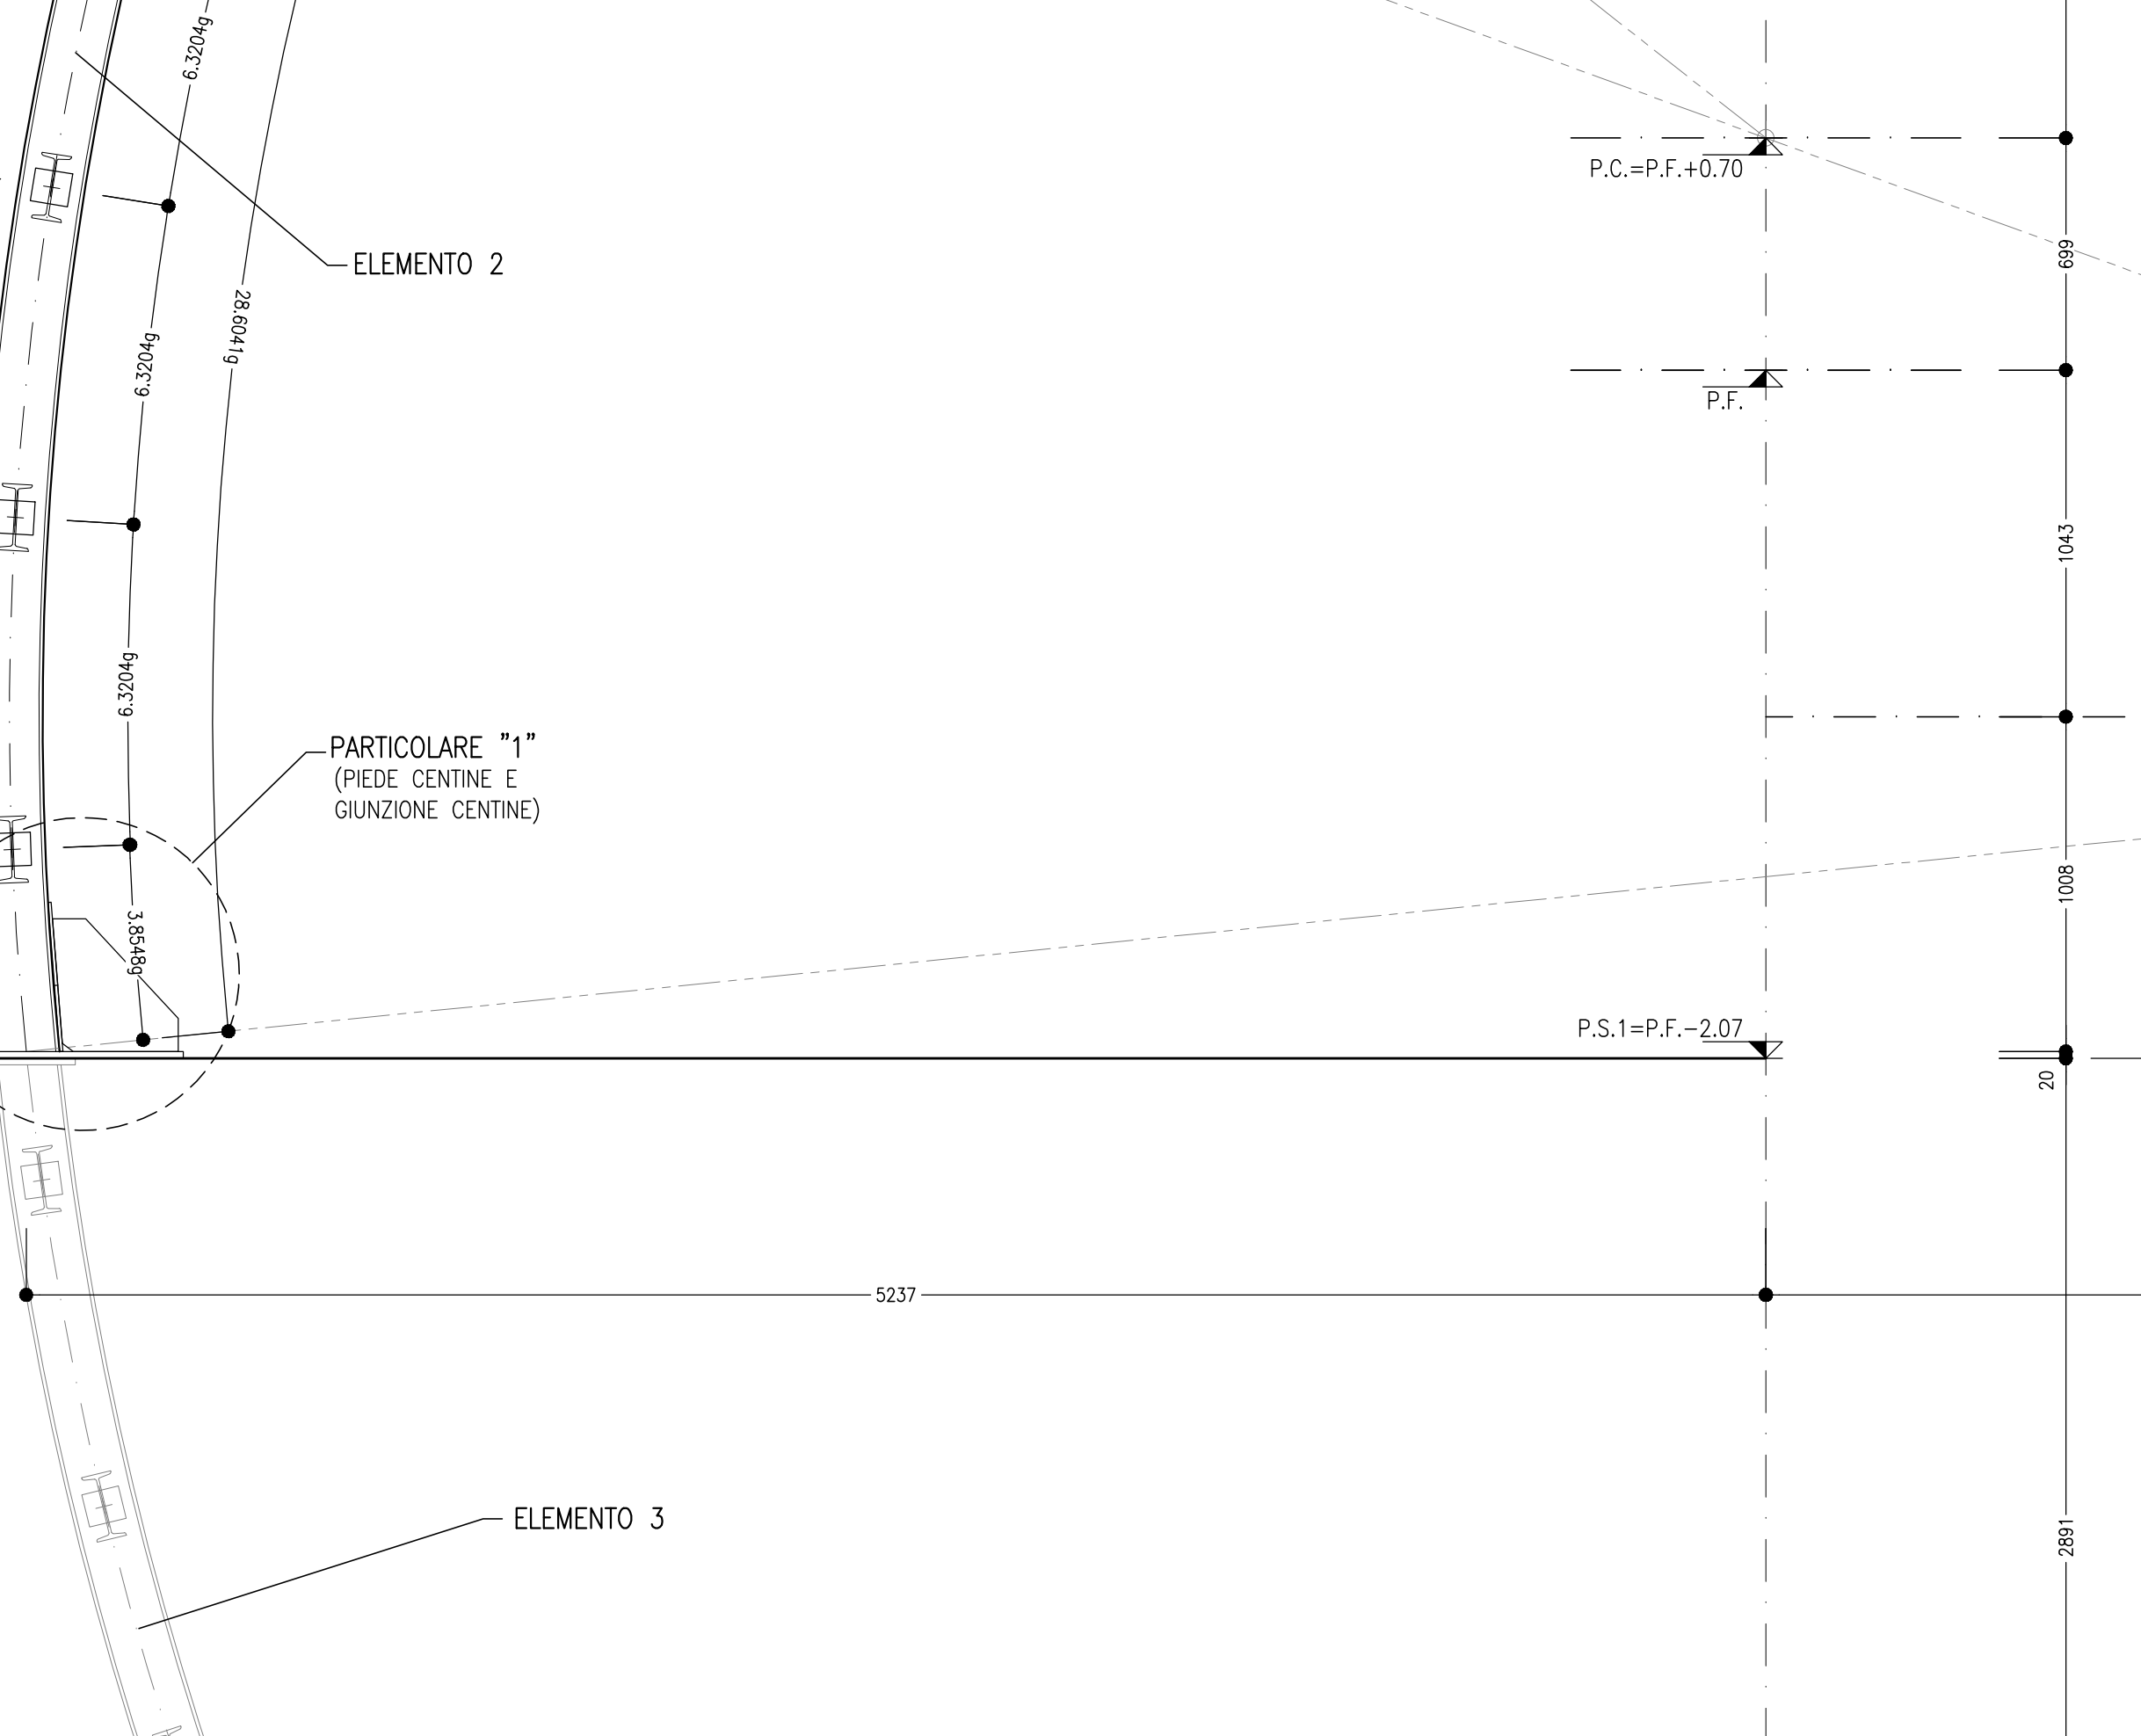 6.3204g
P.C.=P.F.+0.70
699
ELEMENTO 2
28.6041g
6.3204g
P.F.
1043
6.3204g
PARTICOLARE "1"
(PIEDE CENTINE E
GIUNZIONE CENTINE)
1008
3.8548g
P.S.1=P.F.-2.07
20
5237
ELEMENTO 3
2891